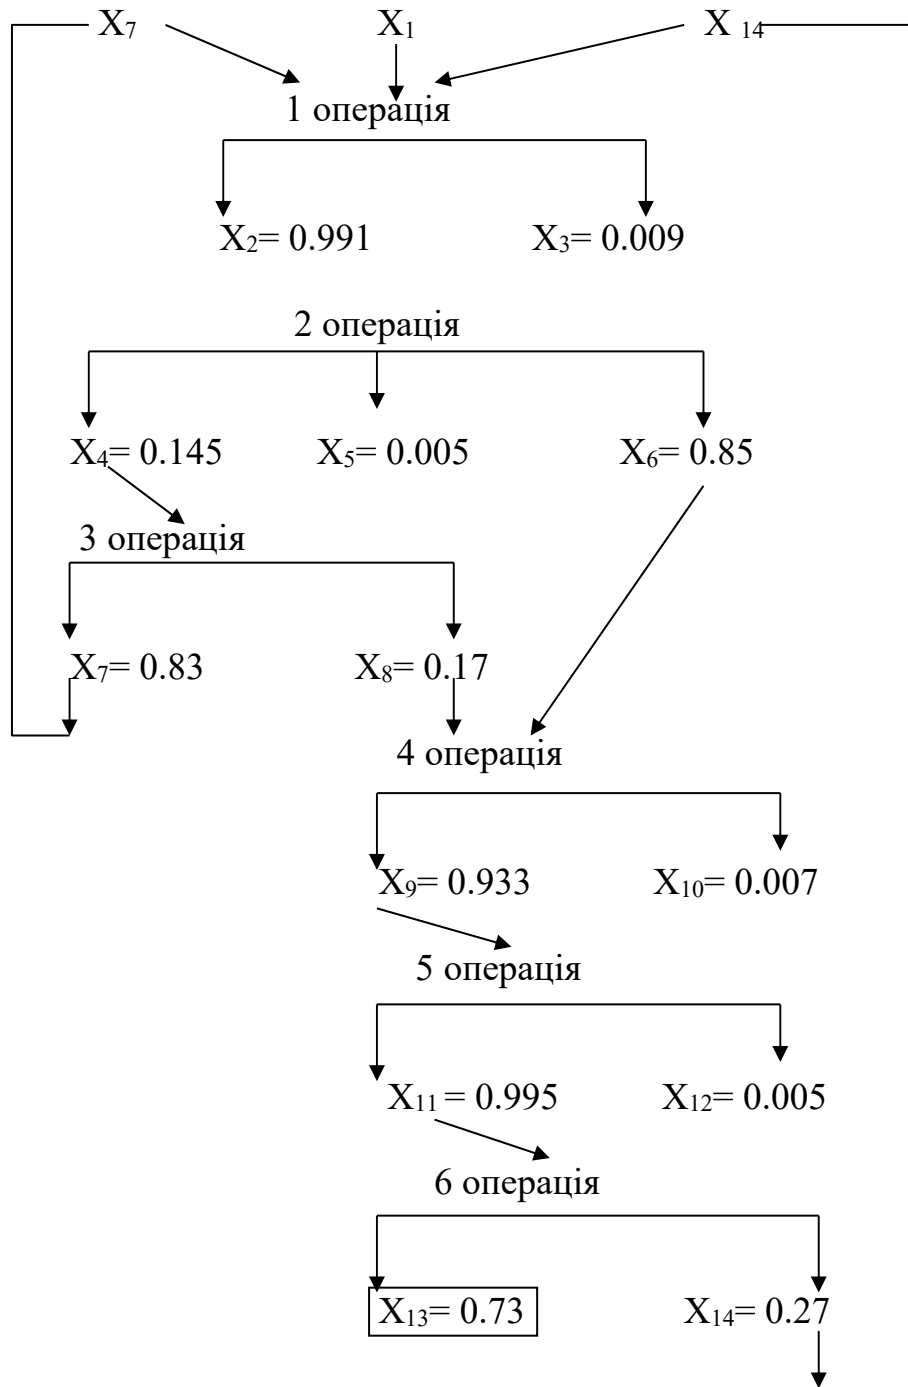 X₇ X₁ X ₁₄
1 операція
X₂= 0.991 X₃= 0.009
2 операція
X₄= 0.145 X₅= 0.005 X₆= 0.85
3 операція
X₇= 0.83 X₈= 0.17
4 операція
X₉= 0.933 X₁₀= 0.007
5 операція
X₁₁ = 0.995 X₁₂= 0.005
6 операція
X₁₃= 0.73 X₁₄= 0.27